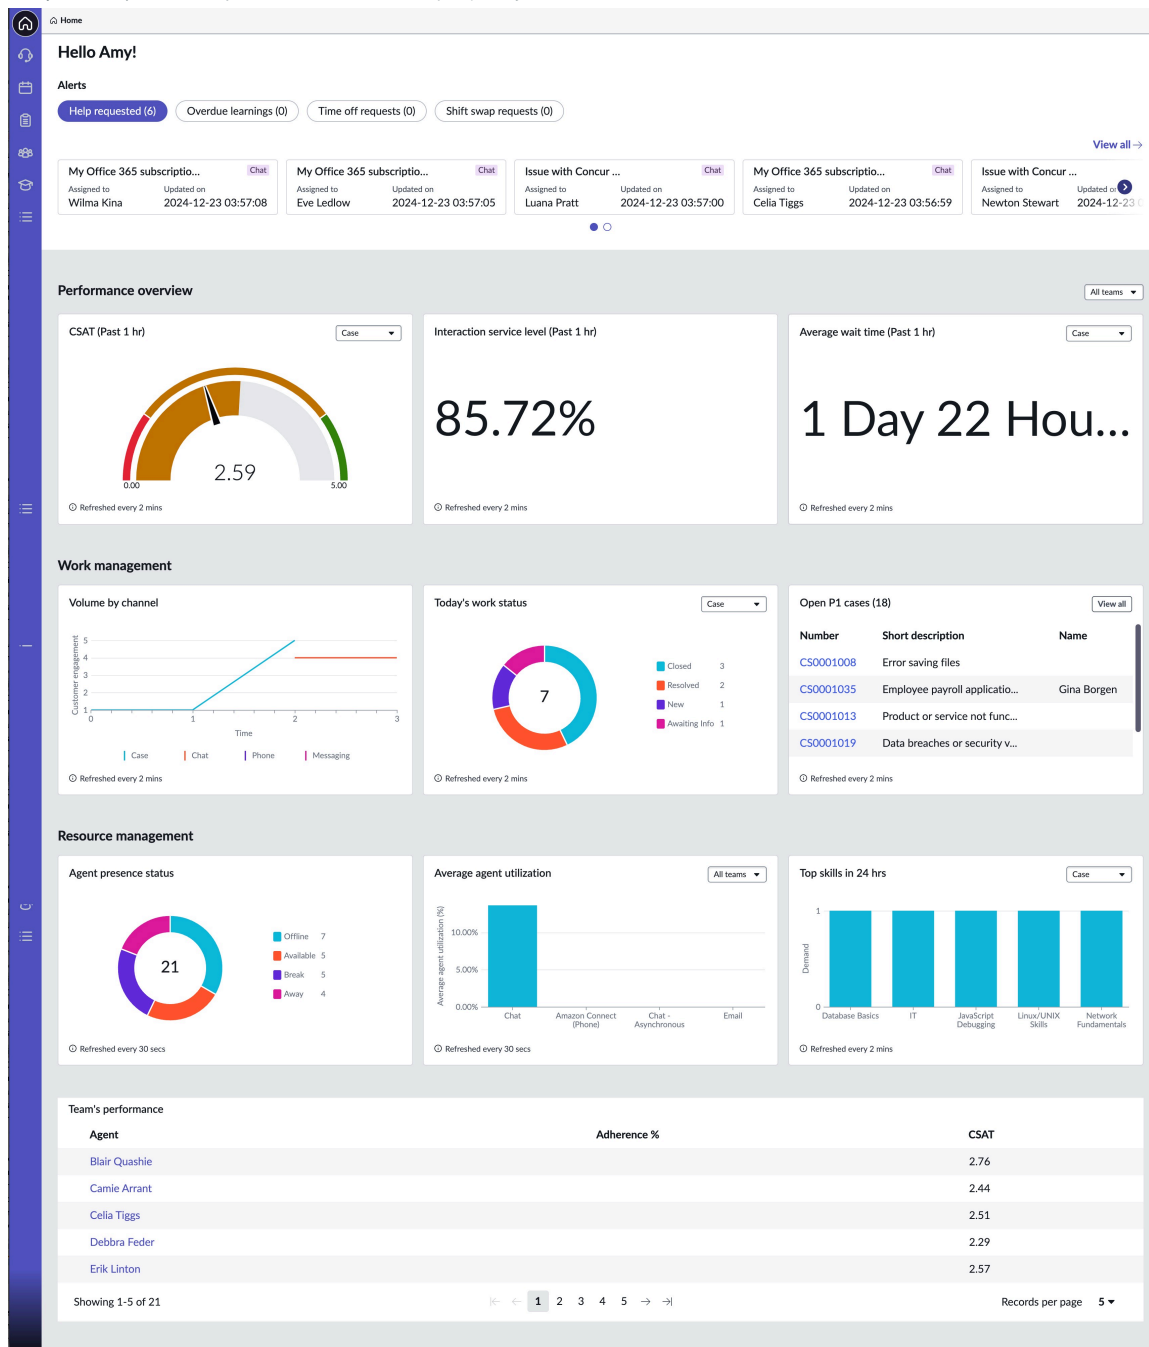 Home
Hello Amy!
Alerts
Help requested (6) Overdue learnings (0) Time off requests (0) Shift swap requests (0)
View all →
My Office 365 subscriptio... Chat
Assigned to Updated on
Wilma Kina 2024-12-23 03:57:08
My Office 365 subscriptio... Chat
Assigned to Updated on
Eve Ledlow 2024-12-23 03:57:05
Issue with Concur ... Chat
Assigned to Updated on
Luana Pratt 2024-12-23 03:57:00
My Office 365 subscriptio... Chat
Assigned to Updated on
Celia Tiggs 2024-12-23 03:56:59
Issue with Concur ...
Assigned to Updated
Newton Stewart 2024-12-23
Performance overview
All teams
CSAT (Past 1 hr) Case
2.59
0.00 5.00
Refreshed every 2 mins
Interaction service level (Past 1 hr)
85.72%
Refreshed every 2 mins
Average wait time (Past 1 hr) Case
1 Day 22 Hou...
Refreshed every 2 mins
Work management
Volume by channel
Customer engagement
5
4
3
2
1
0 1 2 3
Time
Case Chat Phone Messaging
Refreshed every 2 mins
Today's work status Case
7
Closed 3
Resolved 2
New 1
Awaiting Info 1
Refreshed every 2 mins
Open P1 cases (18) View all
Number Short description Name
CS0001008 Error saving files
CS0001035 Employee payroll applicatio... Gina Borgen
CS0001013 Product or service not func...
CS0001019 Data breaches or security v...
Refreshed every 2 mins
Resource management
Agent presence status
21
Offline 7
Available 5
Break 5
Away 4
Refreshed every 30 secs
Average agent utilization All teams
Average agent utilization (%)
10.00%
5.00%
0.00%
Chat Amazon Connect (Phone) Chat - Asynchronous Email
Refreshed every 30 secs
Top skills in 24 hrs Case
Demand
1
0
Database Basics IT JavaScript Debugging Linux/UNIX Skills Network Fundamentals
Refreshed every 2 mins
Team's performance
Agent Adherence % CSAT
Blair Quashie 2.76
Camie Arrant 2.44
Celia Tiggs 2.51
Debbra Feder 2.29
Erik Linton 2.57
Showing 1-5 of 21 1 2 3 4 5 Records per page 5